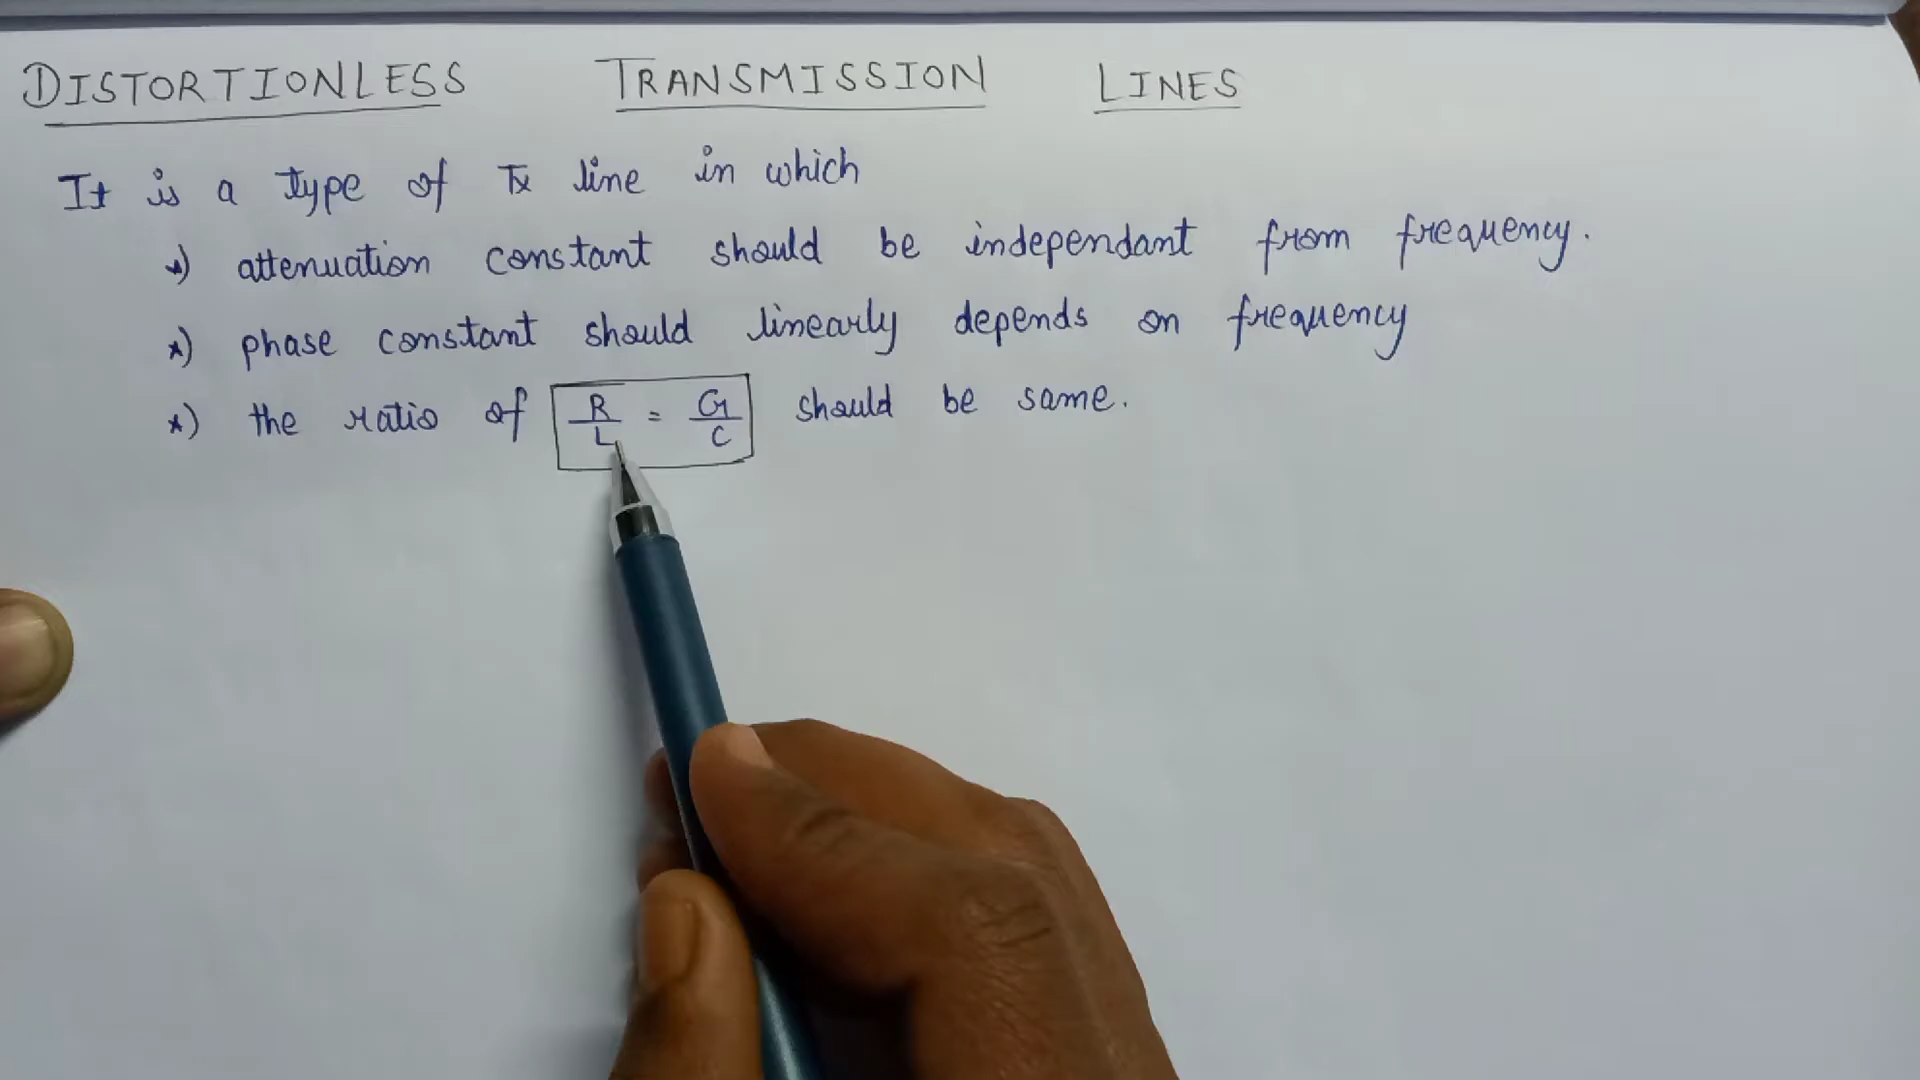 DISTORTIONLESS TRANSMISSION LINES
It is a type of Tx line in which
*) attenuation constant should be independant from frequency.
*) phase constant should linearly depends on frequency
*) the ratio of R/L = G/C should be same.